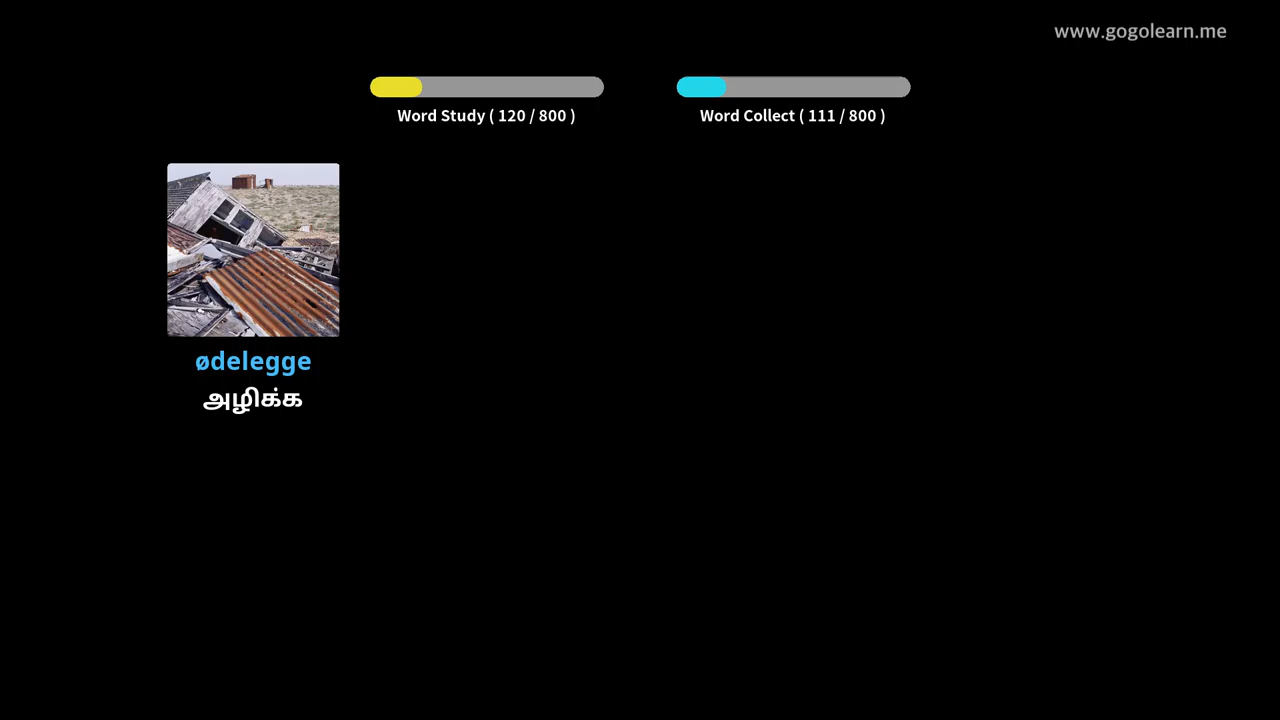 www.gogolearn.me
Word Study ( 120 / 800 )
Word Collect ( 111 / 800 )
ødelegge
அழிக்க